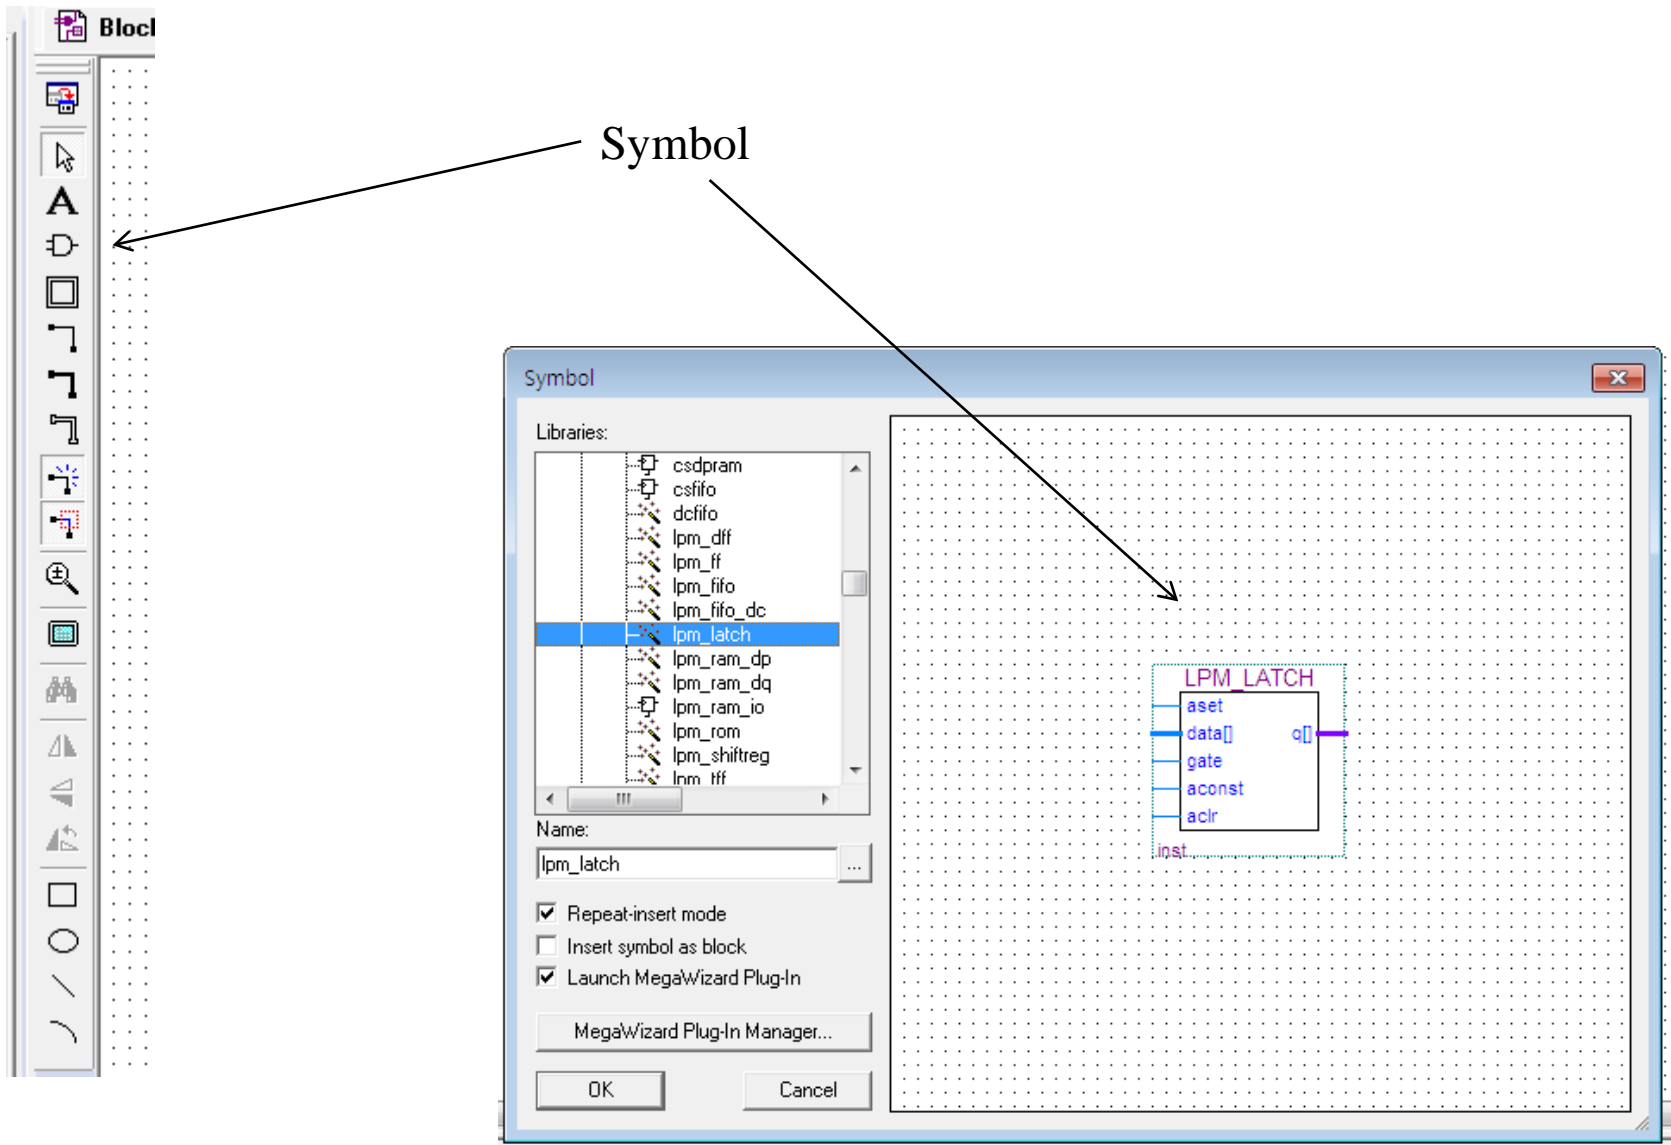 Block
A
Symbol
Symbol
Libraries:
csdpram
csfifo
dcfifo
lpm_dff
lpm_ff
lpm_fifo
lpm_fifo_dc
lpm_latch
lpm_ram_dp
lpm_ram_dq
lpm_ram_io
lpm_rom
lpm_shiftreg
lpm_tff
Name:
lpm_latch
...
Repeat-insert mode
Insert symbol as block
Launch MegaWizard Plug-In
MegaWizard Plug-In Manager...
OK Cancel
LPM_LATCH
aset
data[] q[]
gate
aconst
aclr
inst